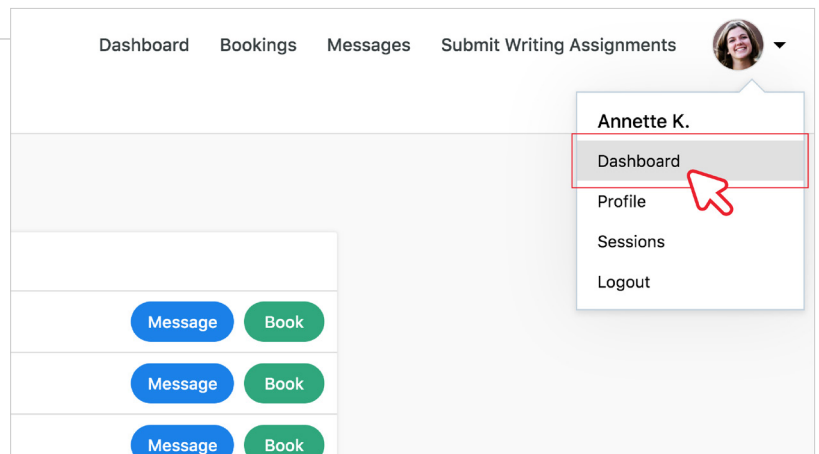 Dashboard Bookings Messages Submit Writing Assignments
Annette K.
Dashboard
Profile
Sessions
Logout
Message Book
Message Book
Message Book